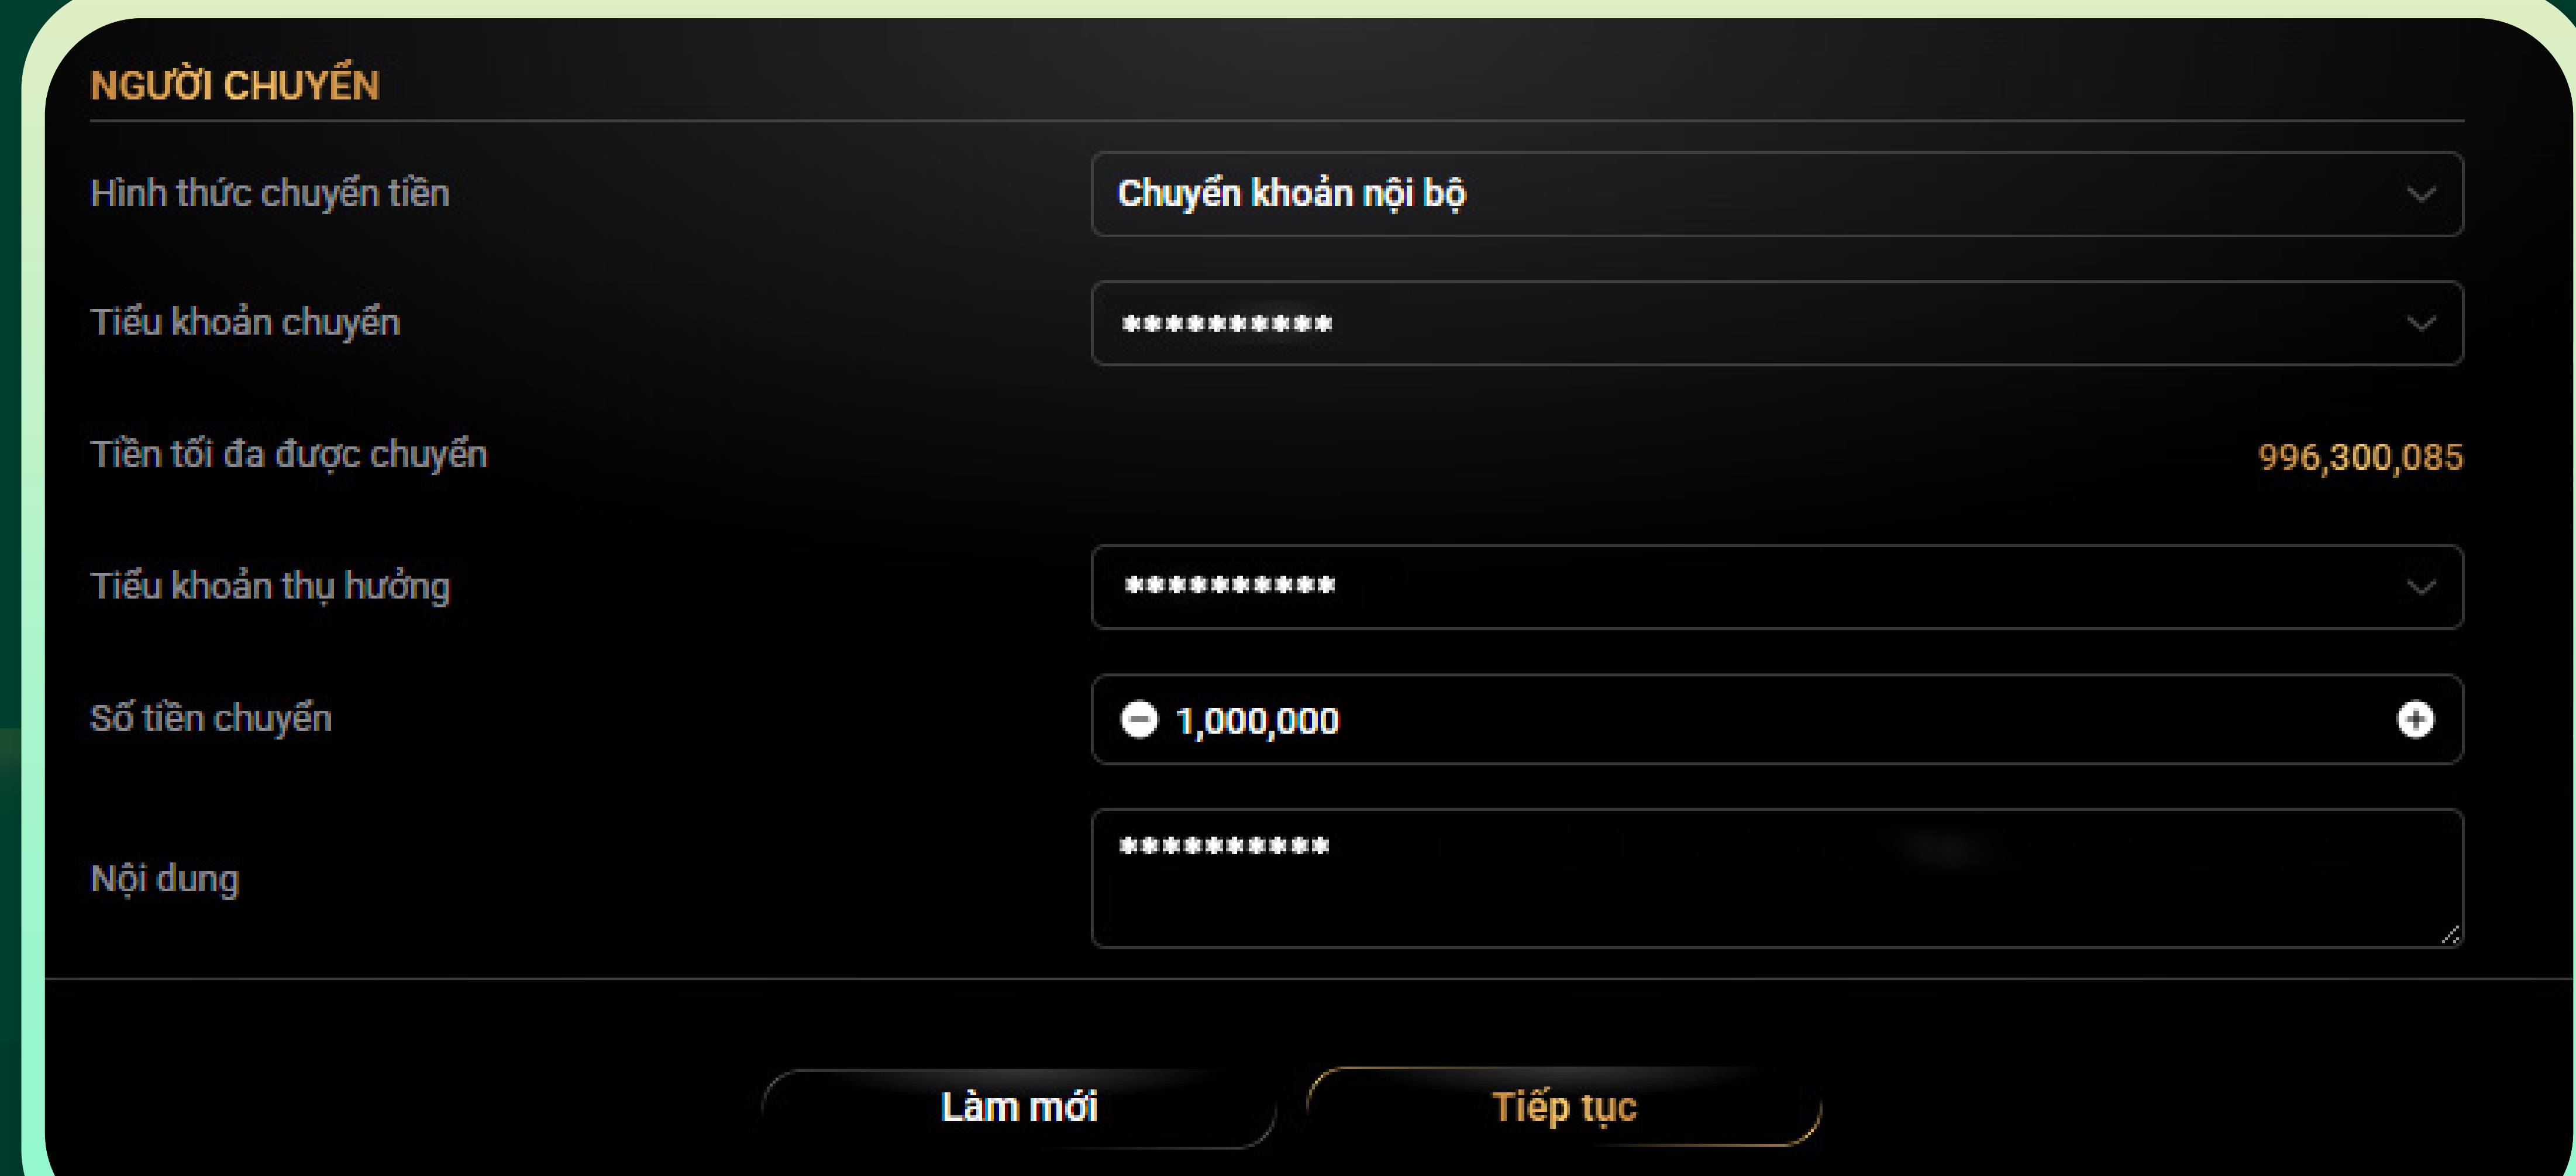 NGƯỜI CHUYỂN
Hình thức chuyển tiền
Chuyển khoản nội bộ
Tiểu khoản chuyển
**********
Tiền tối đa được chuyển
996,300,085
Tiểu khoản thụ hưởng
**********
Số tiền chuyển
1,000,000
Nội dung
**********
Làm mới
Tiếp tục